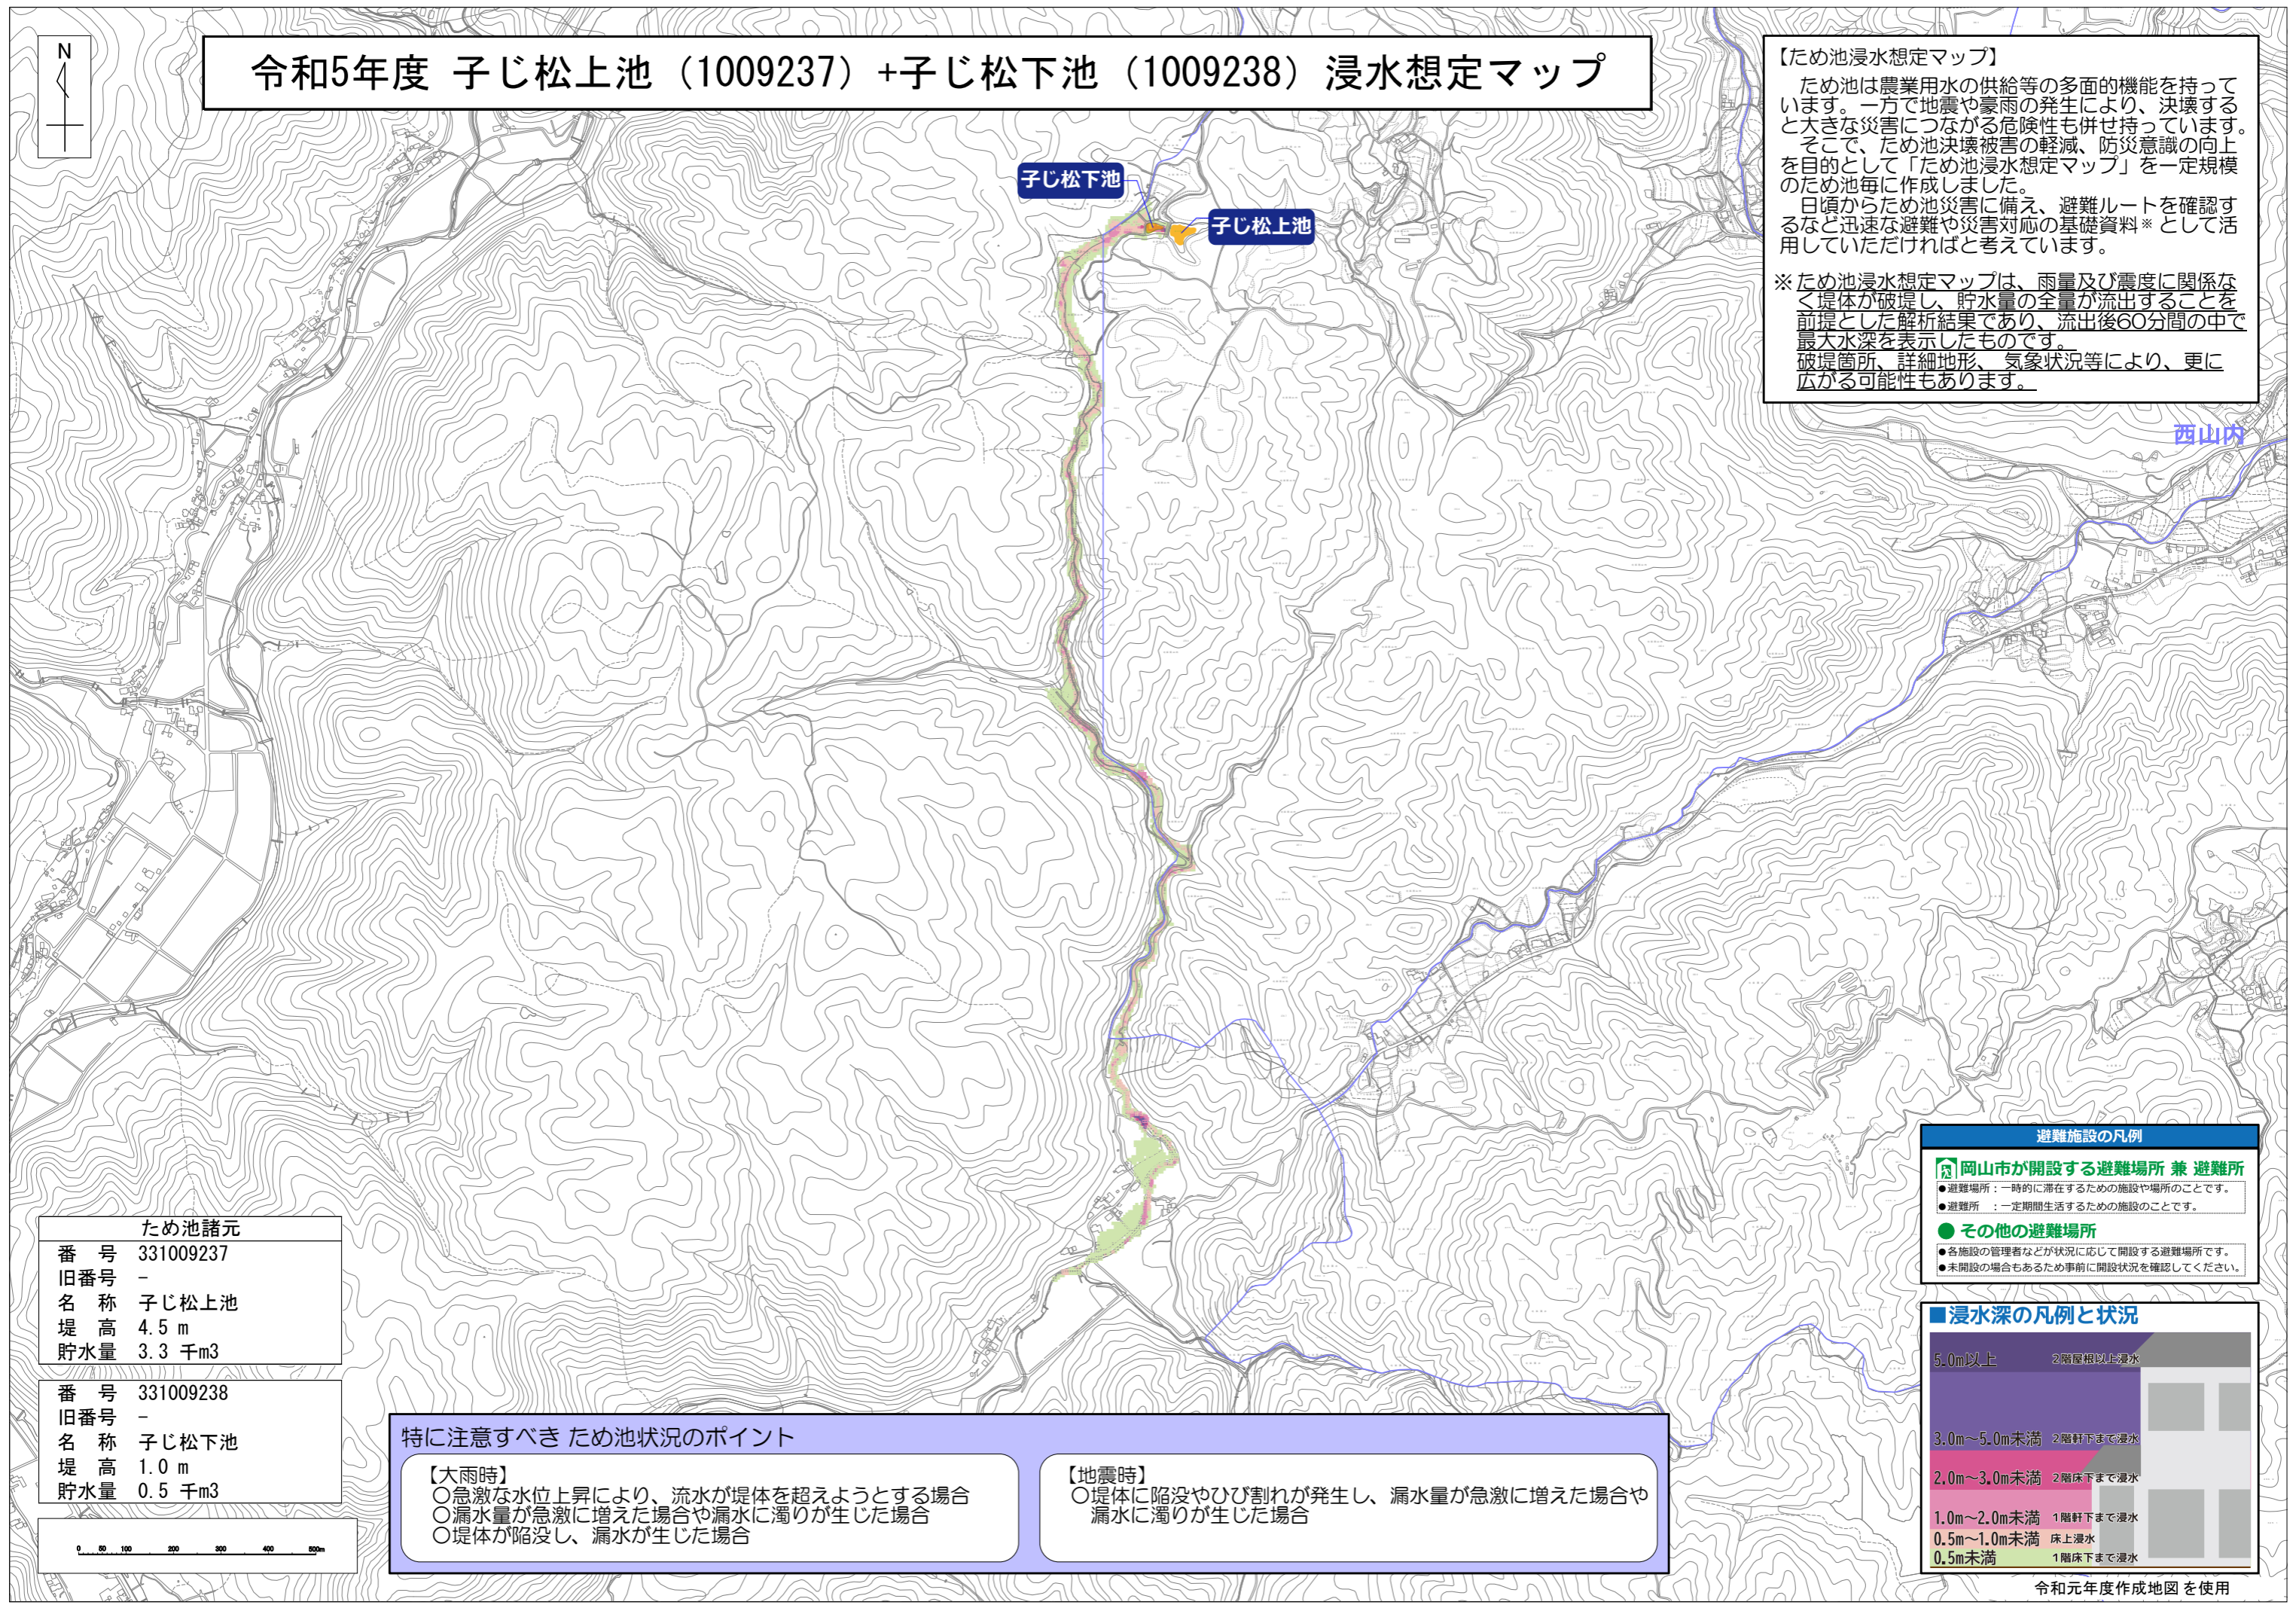 N
令和5年度 子じ松上池（1009237）+子じ松下池（1009238）浸水想定マップ
【ため池浸水想定マップ】
ため池は農業用水の供給等の多面的機能を持って
います。一方で地震や豪雨の発生により、決壊する
と大きな災害につながる危険性も併せ持っています。
そこで、ため池決壊被害の軽減、防災意識の向上
を目的として「ため池浸水想定マップ」を一定規模
のため池毎に作成しました。
日頃からため池災害に備え、避難ルートを確認す
るなど迅速な避難や災害対応の基礎資料※として活
用していただければと考えています。
※ため池浸水想定マップは、雨量及び震度に関係な
く堤体が破堤し、貯水量の全量が流出することを
前提とした解析結果であり、流出後60分間の中で
最大水深を表示したものです。
破堤箇所、詳細地形、 気象状況等により、更に
広がる可能性もあります。
子じ松下池
子じ松上池
西山内
ため池諸元
番 号 331009237
旧番号 -
名 称 子じ松上池
堤 高 4.5 m
貯水量 3.3 千m3
番 号 331009238
旧番号 -
名 称 子じ松下池
堤 高 1.0 m
貯水量 0.5 千m3
0 50 100 200 300 400 500m
特に注意すべき ため池状況のポイント
【大雨時】
○急激な水位上昇により、流水が堤体を超えようとする場合
○漏水量が急激に増えた場合や漏水に濁りが生じた場合
○堤体が陥没し、漏水が生じた場合
【地震時】
○堤体に陥没やひび割れが発生し、漏水量が急激に増えた場合や
漏水に濁りが生じた場合
避難施設の凡例
岡山市が開設する避難場所 兼 避難所
●避難場所：一時的に滞在するための施設や場所のことです。
●避難所 ：一定期間生活するための施設のことです。
● その他の避難場所
●各施設の管理者などが状況に応じて開設する避難場所です。
●未開設の場合もあるため事前に開設状況を確認してください。
■浸水深の凡例と状況
5.0m以上 2階屋根以上浸水
3.0m～5.0m未満 2階軒下まで浸水
2.0m～3.0m未満 2階床下まで浸水
1.0m～2.0m未満 1階軒下まで浸水
0.5m～1.0m未満 床上浸水
0.5m未満 1階床下まで浸水
令和元年度作成地図を使用